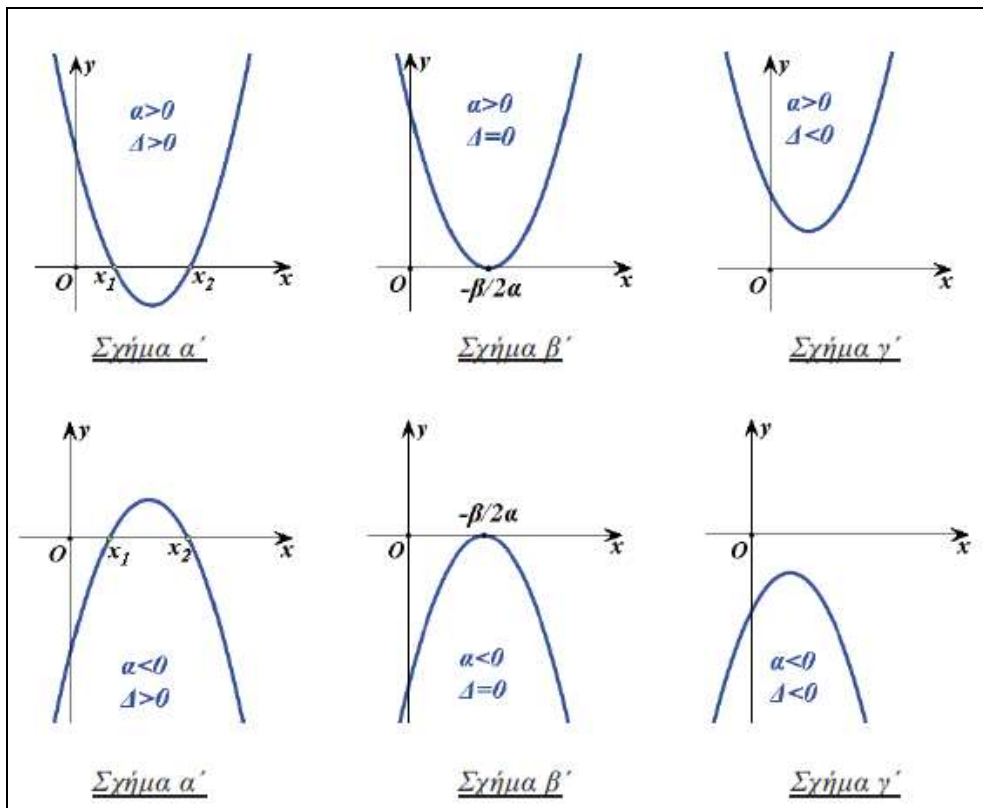 y
α>0
Δ>0
O
x₁
x₂
x
Σχήμα α΄
y
α>0
Δ=0
O
-β/2α
x
Σχήμα β΄
y
α>0
Δ<0
O
x
Σχήμα γ΄
y
O
x₁
x₂
x
α<0
Δ>0
Σχήμα α΄
y
-β/2α
O
x
α<0
Δ=0
Σχήμα β΄
y
O
x
α<0
Δ<0
Σχήμα γ΄